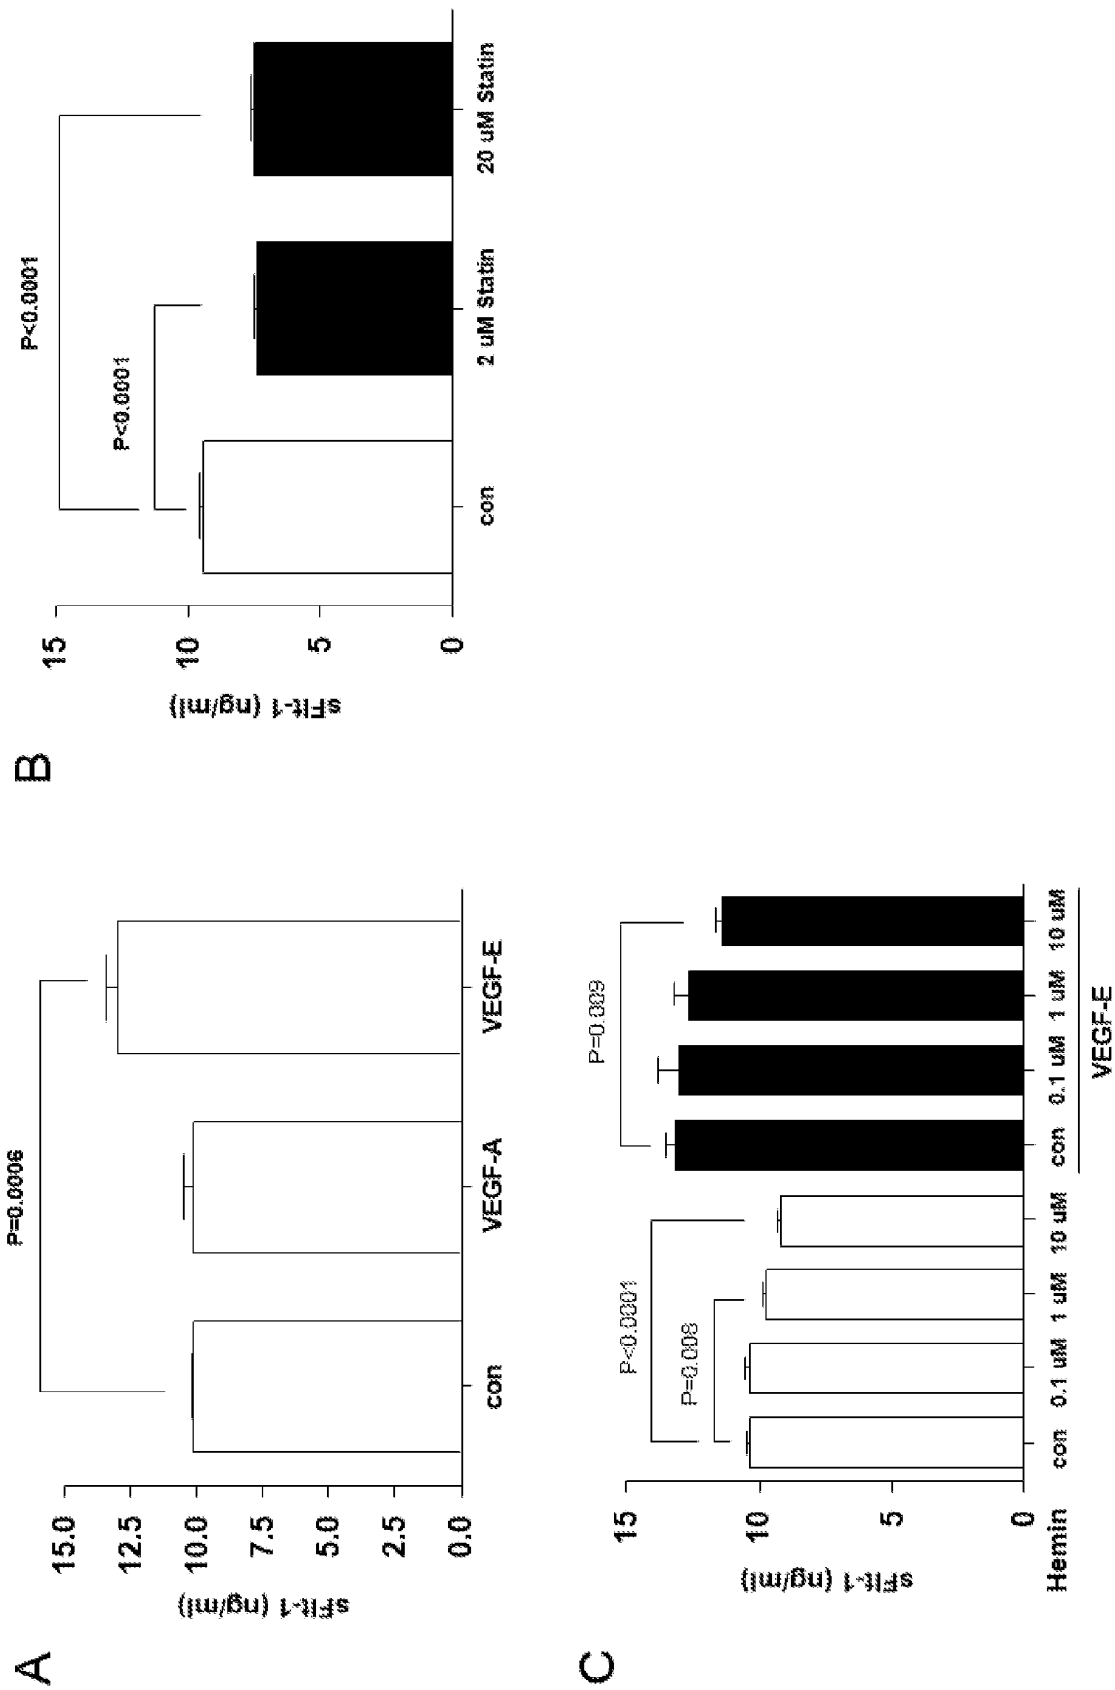 A
P=0.0006
sFlt-1 (ng/ml)
15.0
12.5
10.0
7.5
5.0
2.5
0.0
con
VEGF-A
VEGF-E
B
P<0.0001
P<0.0001
sFlt-1 (ng/ml)
15
10
5
0
con
2 uM Statin
20 uM Statin
C
P<0.0001
P=0.008
P=0.009
sFlt-1 (ng/ml)
15
10
5
0
Hemin con 0.1 uM 1 uM 10 uM con 0.1 uM 1 uM 10 uM
VEGF-E